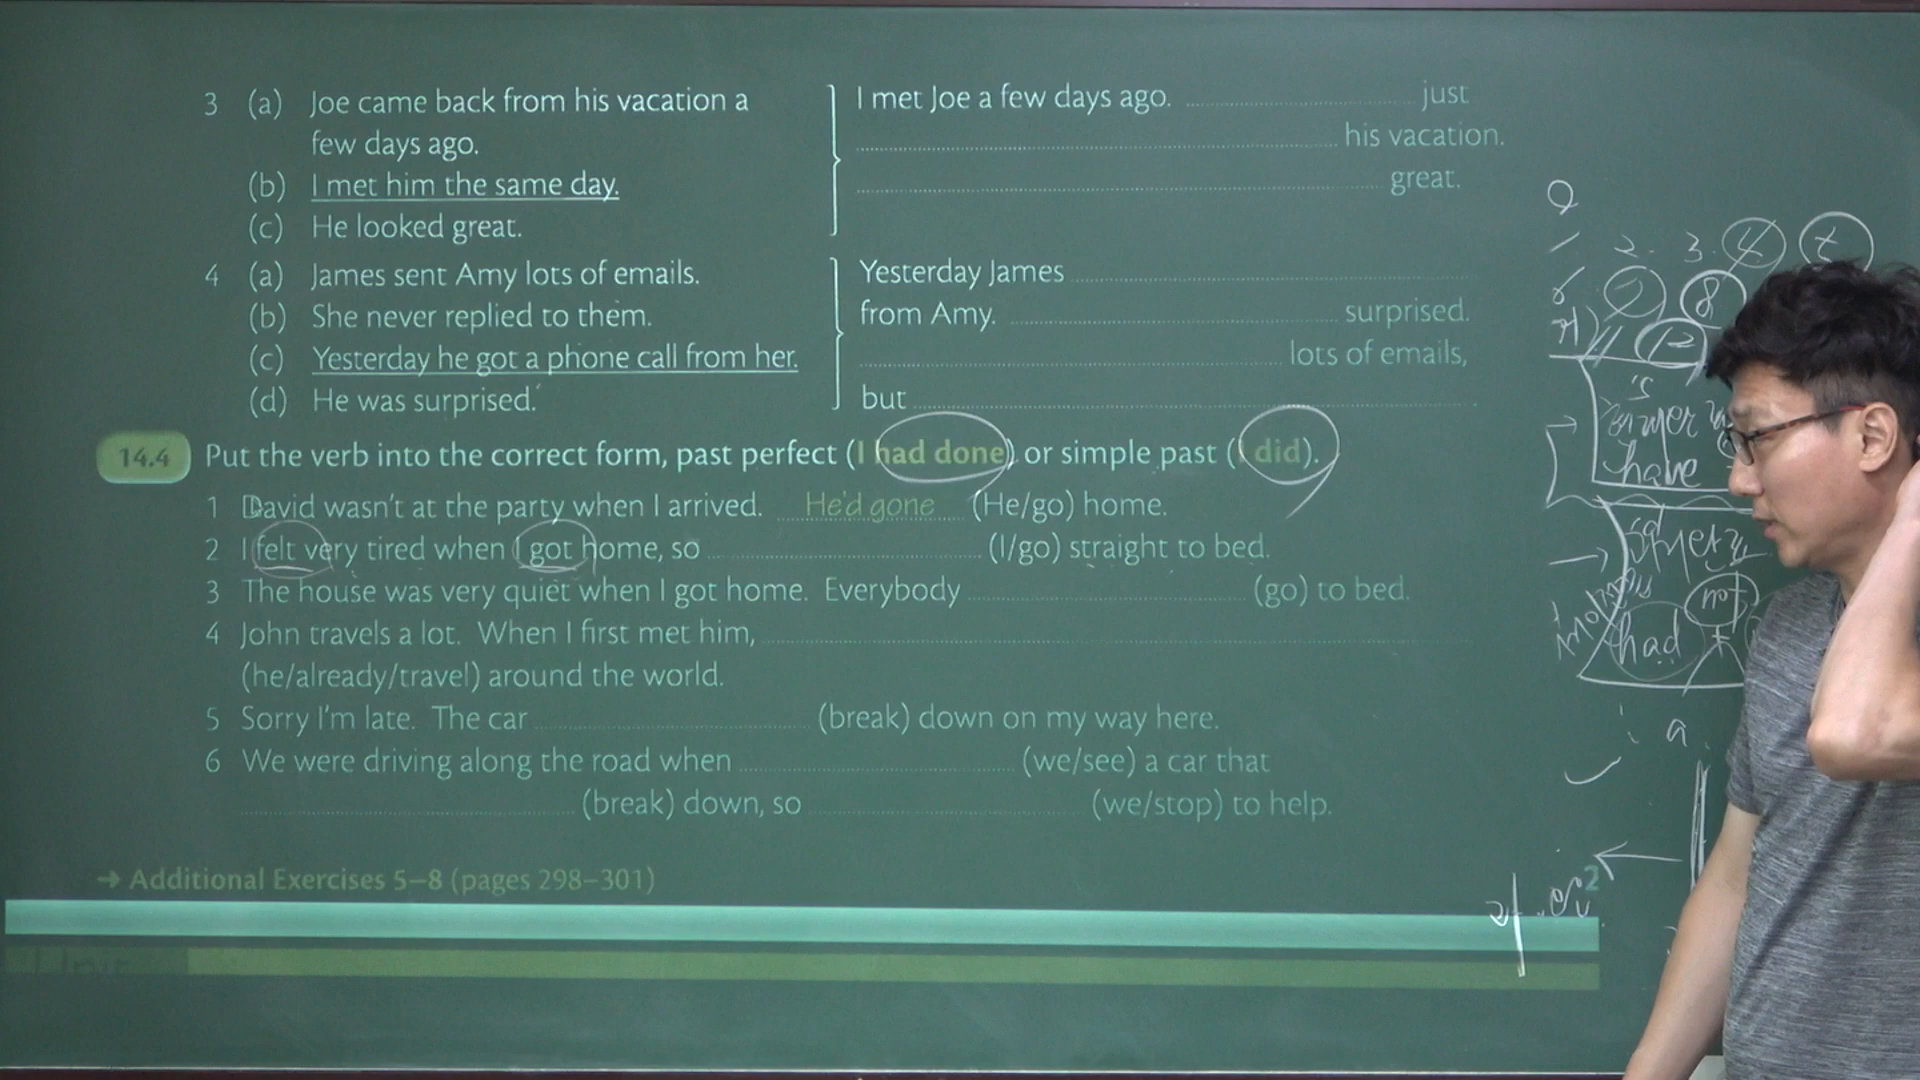 3 (a) Joe came back from his vacation a
few days ago.
(b) I met him the same day.
(c) He looked great.
I met Joe a few days ago. ........ just
........ his vacation.
........ great.
4 (a) James sent Amy lots of emails.
(b) She never replied to them.
(c) Yesterday he got a phone call from her.
(d) He was surprised.
Yesterday James ........
from Amy. ........ surprised.
........ lots of emails,
but ........
14.4 Put the verb into the correct form, past perfect (I had done) or simple past (I did).
1 David wasn't at the party when I arrived. He'd gone (He/go) home.
2 I felt very tired when I got home, so ........ (I/go) straight to bed.
3 The house was very quiet when I got home. Everybody ........ (go) to bed.
4 John travels a lot. When I first met him, ........
(he/already/travel) around the world.
5 Sorry I'm late. The car ........ (break) down on my way here.
6 We were driving along the road when ........ (we/see) a car that
........ (break) down, so ........ (we/stop) to help.
→ Additional Exercises 5–8 (pages 298–301)
2. 3. 4
8
12
's
have
not
had
a
2